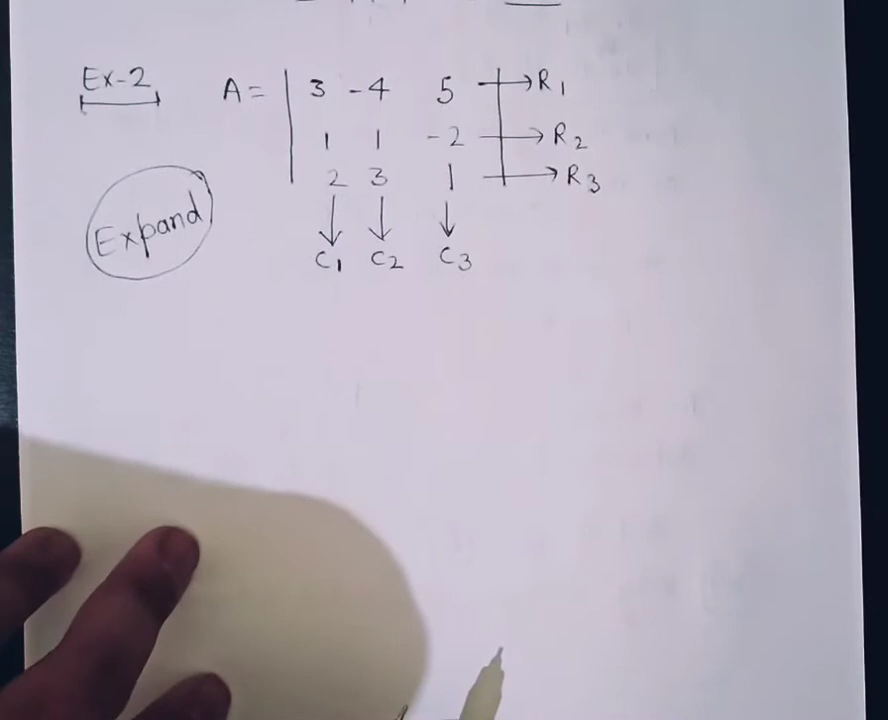 Ex-2 A = | 3 -4 5 | → R1
1 1 -2 → R2
2 3 1 → R3
Expand
↓ ↓ ↓
C1 C2 C3